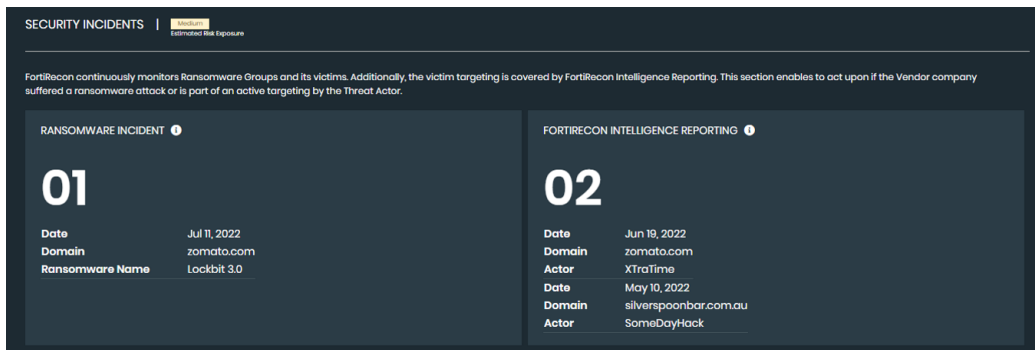 SECURITY INCIDENTS | Medium
Estimated Risk Exposure
FortiRecon continuously monitors Ransomware Groups and its victims. Additionally, the victim targeting is covered by FortiRecon Intelligence Reporting. This section enables to act upon if the Vendor company
suffered a ransomware attack or is part of an active targeting by the Threat Actor.
RANSOMWARE INCIDENT
01
Date Jul 11, 2022
Domain zomato.com
Ransomware Name Lockbit 3.0
FORTIRECON INTELLIGENCE REPORTING
02
Date Jun 19, 2022
Domain zomato.com
Actor XTraTime
Date May 10, 2022
Domain silverspoonbar.com.au
Actor SomeDayHack